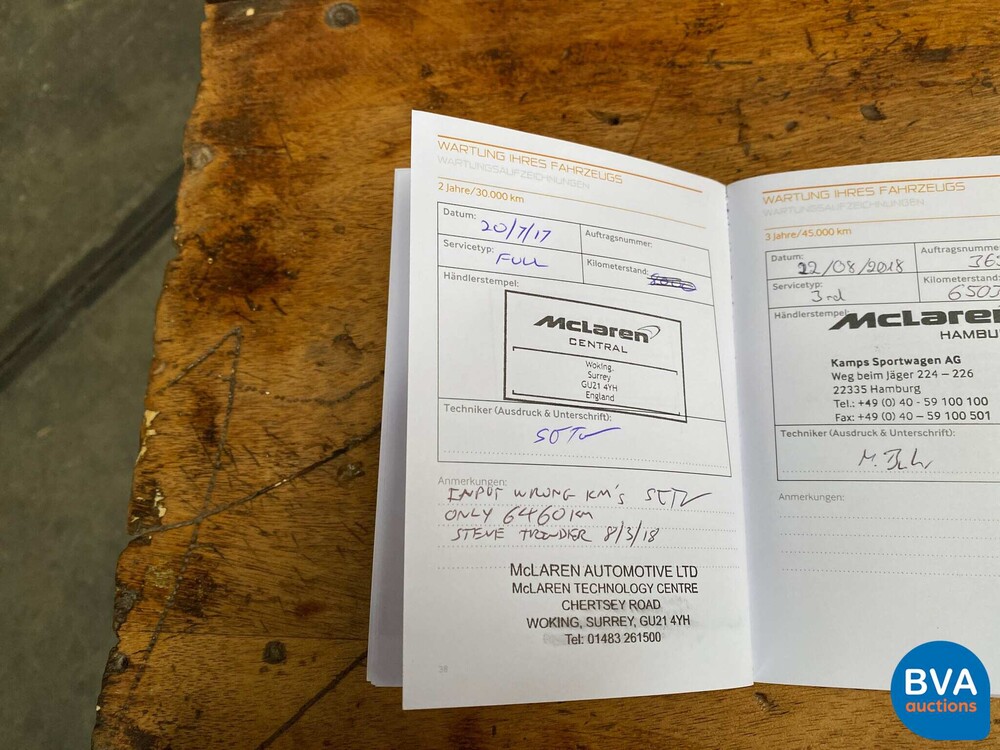 WARTUNG IHRES FAHRZEUGS
WARTUNGSAUFZEICHNUNGEN
2 Jahre/30.000 km
Datum: 20/7/17
Auftragsnummer:
Servicetyp: FULL
Kilometerstand:
Händlerstempel:
McLaren
CENTRAL
Woking,
Surrey
GU21 4YH
England
Techniker (Ausdruck & Unterschrift):
Anmerkungen:
INPUT WRONG KM'S
ONLY 6460 KM
STEVE 8/3/18
McLAREN AUTOMOTIVE LTD
McLAREN TECHNOLOGY CENTRE
CHERTSEY ROAD
WOKING, SURREY, GU21 4YH
Tel: 01483 261500
38
WARTUNG IHRES FAHRZEUGS
WARTUNGSAUFZEICHNUNGEN
3 Jahre/45.000 km
Datum: 22/08/2018
Auftragsnumme
Servicetyp: 3rd
Kilometerstand:
Händlerstempel:
McLaren
HAMBU
Kamps Sportwagen AG
Weg beim Jäger 224 – 226
22335 Hamburg
Tel.: +49 (0) 40 - 59 100 100
Fax: +49 (0) 40 – 59 100 501
Techniker (Ausdruck & Unterschrift):
Anmerkungen:
BVA
auctions